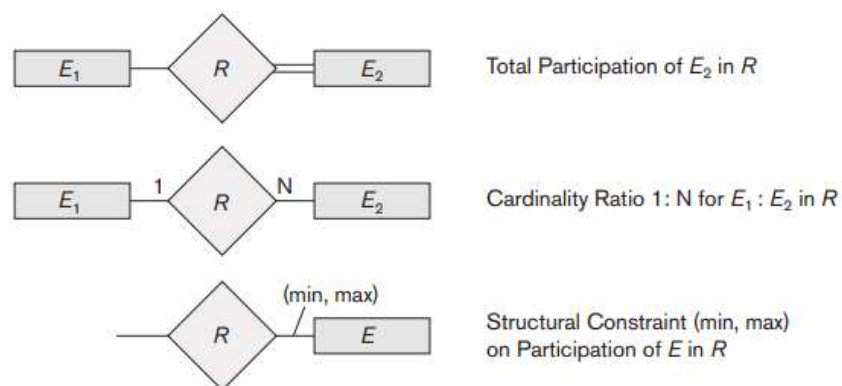 E₁ R E₂ Total Participation of E₂ in R
E₁ 1 R N E₂ Cardinality Ratio 1: N for E₁ : E₂ in R
(min, max)
R E Structural Constraint (min, max)
on Participation of E in R